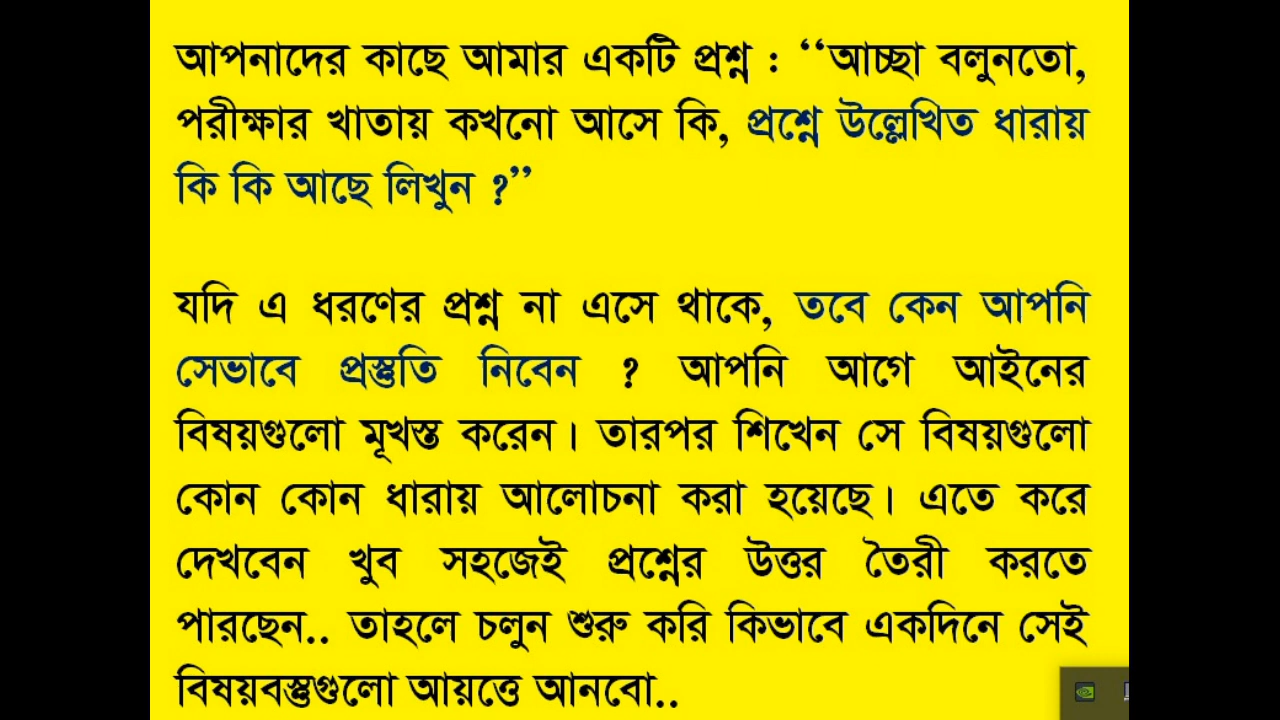 আপনাদের কাছে আমার একটি প্রশ্ন : ‘‘আচ্ছা বলুনতো,
পরীক্ষার খাতায় কখনো আসে কি, প্রশ্নে উল্লেখিত ধারায়
কি কি আছে লিখুন ?’’
যদি এ ধরণের প্রশ্ন না এসে থাকে, তবে কেন আপনি
সেভাবে প্রস্তুতি নিবেন ? আপনি আগে আইনের
বিষয়গুলো মূখস্ত করেন। তারপর শিখেন সে বিষয়গুলো
কোন কোন ধারায় আলোচনা করা হয়েছে। এতে করে
দেখবেন খুব সহজেই প্রশ্নের উত্তর তৈরী করতে
পারছেন.. তাহলে চলুন শুরু করি কিভাবে একদিনে সেই
বিষয়বস্তুগুলো আয়ত্তে আনবো..